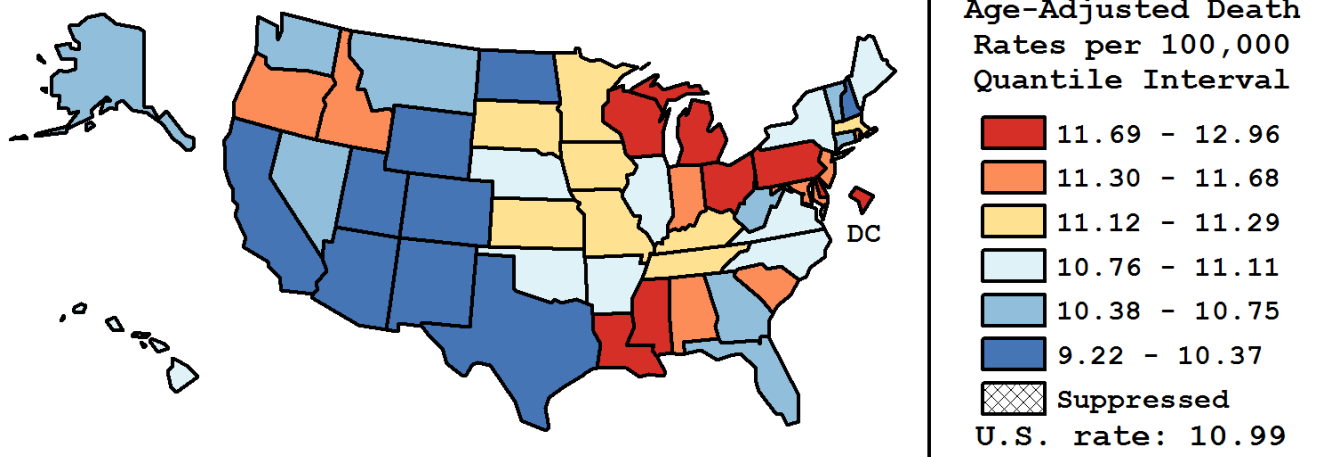 Age-Adjusted Death
Rates per 100,000
Quantile Interval
11.69 - 12.96
11.30 - 11.68
11.12 - 11.29
10.76 - 11.11
10.38 - 10.75
9.22 - 10.37
Suppressed
U.S. rate: 10.99
DC